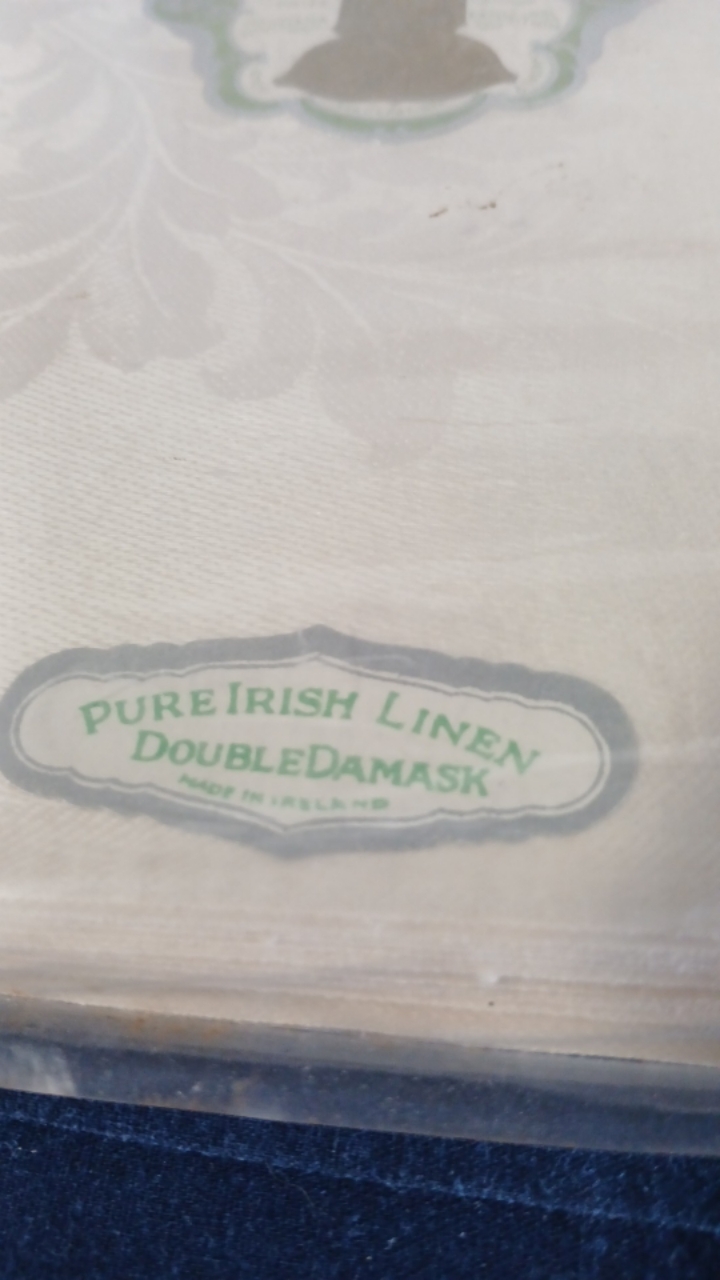 PURE IRISH LINEN
DOUBLE DAMASK
MADE IN IRELAND